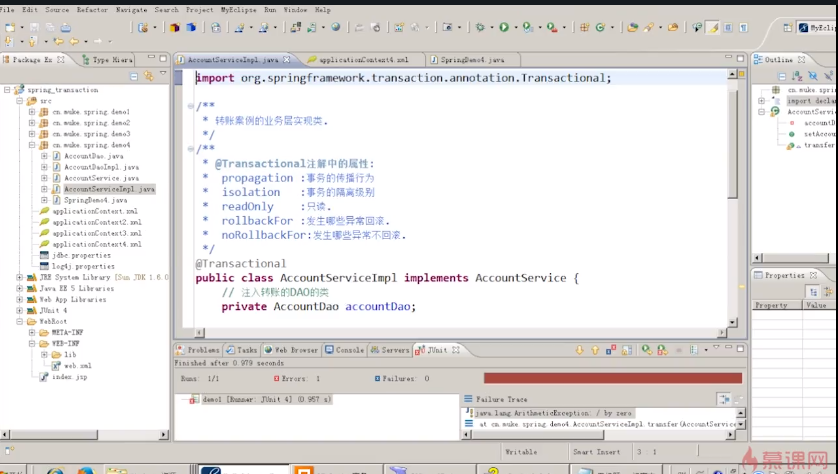 File Edit Source Refactor Navigate Search Project MyEclipse Run Window Help
MyEcli
Package Ex
Type Hiera
spring_transaction
src
cn.muke.spring.demo1
cn.muke.spring.demo2
cn.muke.spring.demo3
cn.muke.spring.demo4
AccountDao.java
AccountDaoImpl.java
AccountService.java
AccountServiceImpl.java
SpringDemo4.java
applicationContext.xml
applicationContext2.xml
applicationContext3.xml
applicationContext4.xml
jdbc.properties
log4j.properties
JRE System Library [Sun JDK 1.6.0
Java EE 5 Libraries
Web App Libraries
JUnit 4
WebRoot
META-INF
WEB-INF
lib
web.xml
index.jsp
AccountServiceImpl.java
applicationContext4.xml
SpringDemo4.java
import org.springframework.transaction.annotation.Transactional;
/**
* 转账案例的业务层实现类.
*/
/**
* @Transactional注解中的属性:
* propagation :事务的传播行为
* isolation :事务的隔离级别
* readOnly :只读.
* rollbackFor :发生哪些异常回滚.
* noRollbackFor:发生哪些异常不回滚.
*/
@Transactional
public class AccountServiceImpl implements AccountService {
// 注入转账的DAO的类
private AccountDao accountDao;
Outline
cn.muke.sprin
import declar
AccountServic
accountD
setAccou
transfer
Problems Tasks Web Browser Console Servers JUnit
Finished after 0.979 seconds
Runs: 1/1 Errors: 1 Failures: 0
demo1 [Runner: JUnit 4] (0.957 s)
Failure Trace
java.lang.ArithmeticException: / by zero
at cn.muke.spring.demo4.AccountServiceImpl.transfer(AccountServic
Properties
Property Value
Writable Smart Insert 3 : 1
慕课网